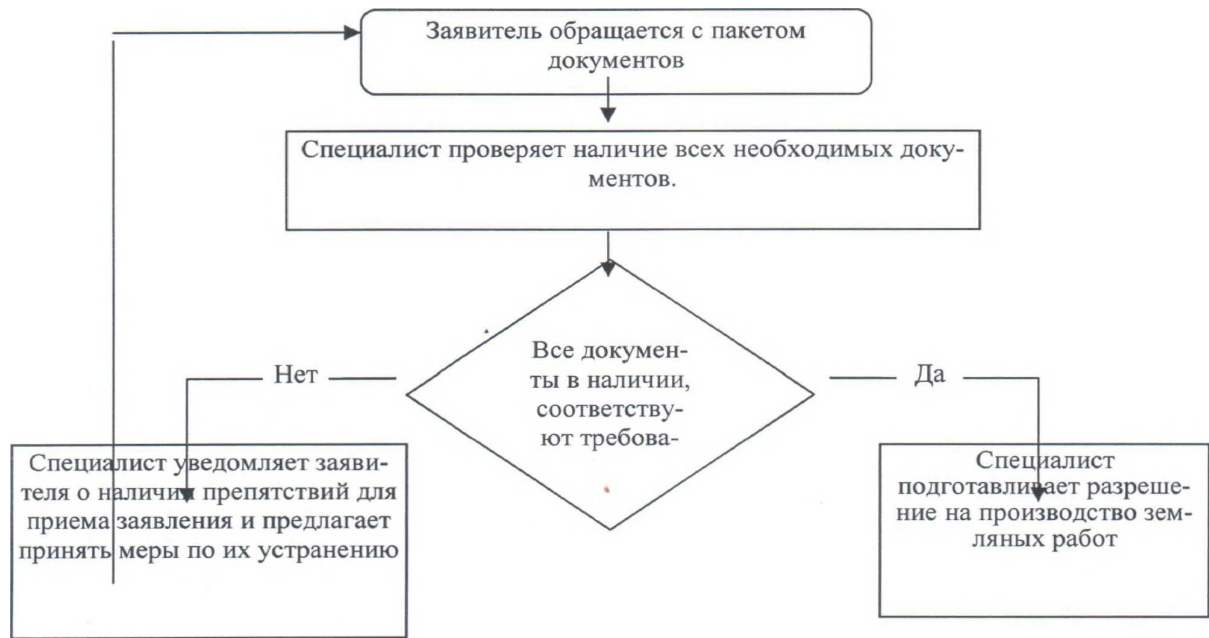 Заявитель обращается с пакетом
документов
Специалист проверяет наличие всех необходимых доку-
ментов.
Все докумен-
ты в наличии,
соответству-
ют требова-
Нет
Да
Специалист уведомляет заяви-
теля о наличии препятствий для
приема заявления и предлагает
принять меры по их устранению
Специалист
подготавливает разреше-
ние на производство зем-
ляных работ